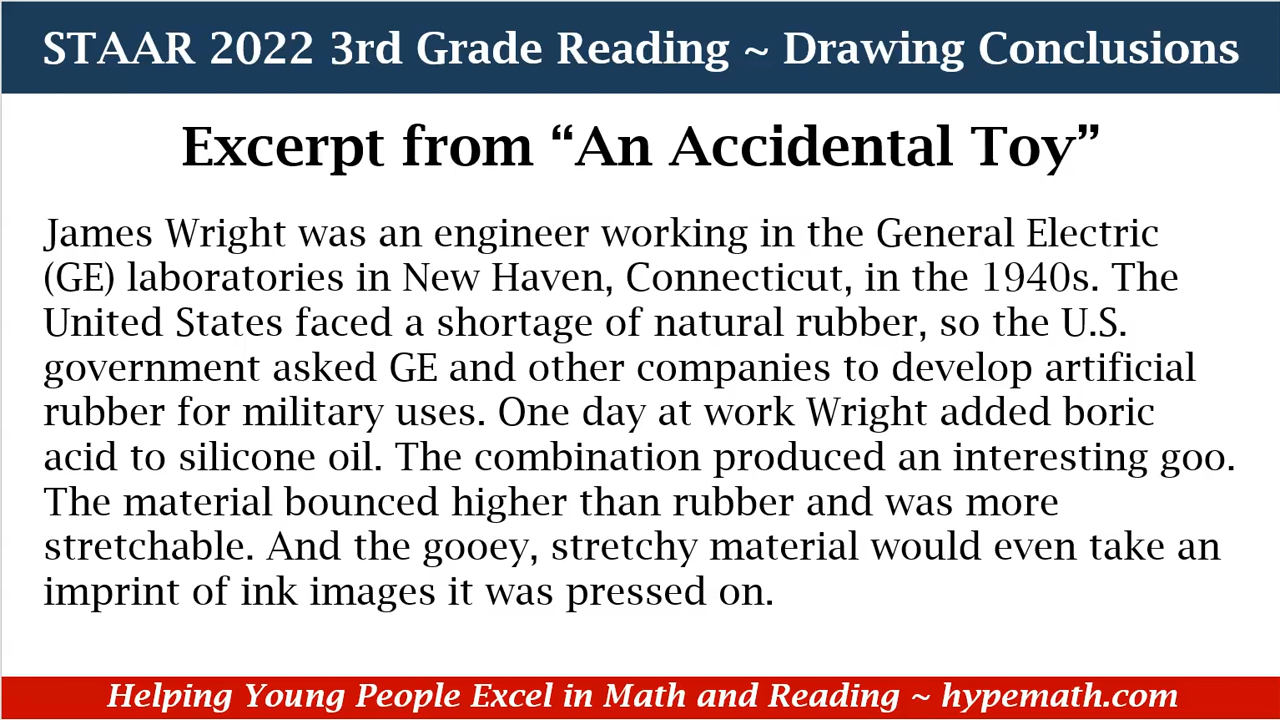 STAAR 2022 3rd Grade Reading ~ Drawing Conclusions
Excerpt from “An Accidental Toy”
James Wright was an engineer working in the General Electric
(GE) laboratories in New Haven, Connecticut, in the 1940s. The
United States faced a shortage of natural rubber, so the U.S.
government asked GE and other companies to develop artificial
rubber for military uses. One day at work Wright added boric
acid to silicone oil. The combination produced an interesting goo.
The material bounced higher than rubber and was more
stretchable. And the gooey, stretchy material would even take an
imprint of ink images it was pressed on.
Helping Young People Excel in Math and Reading ~ hypemath.com